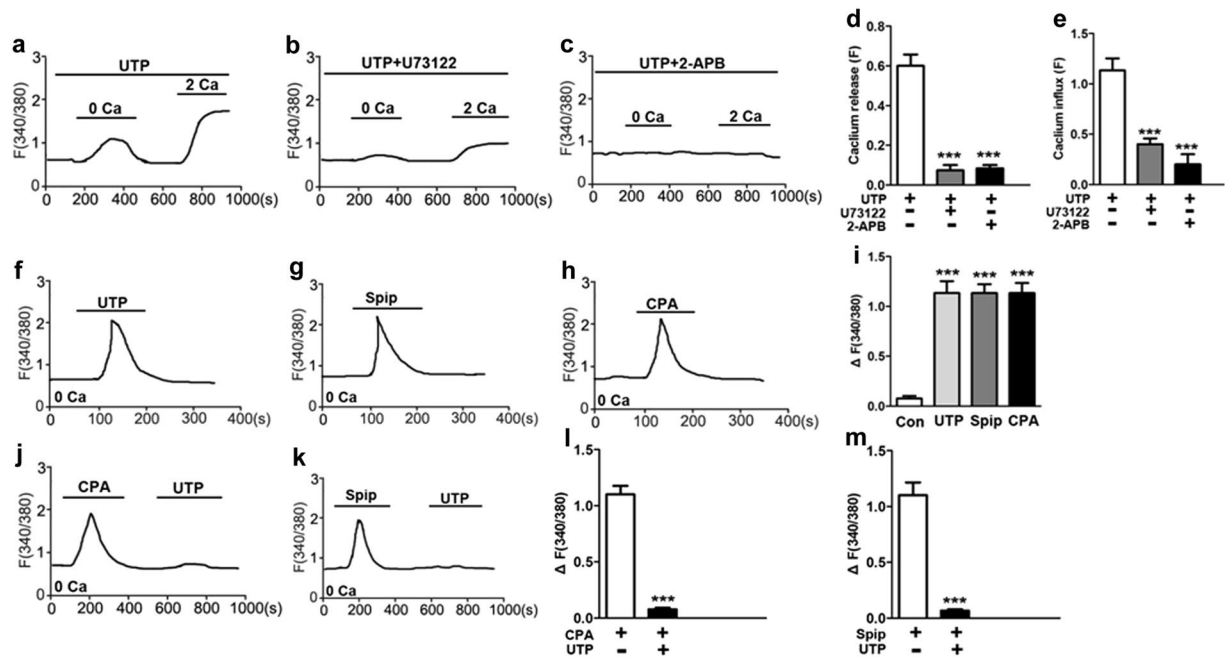 a
UTP
0 Ca
2 Ca
F(340/380)
3
2
1
0
0 200 400 600 800 1000(s)
b
UTP+U73122
0 Ca
2 Ca
F(340/380)
3
2
1
0
0 200 400 600 800 1000(s)
c
UTP+2-APB
0 Ca
2 Ca
F(340/380)
3
2
1
0
0 200 400 600 800 1000(s)
d
Caclium release (F)
0.8
0.6
0.4
0.2
0.0
*** ***
UTP + + +
U73122 - + -
2-APB - - +
e
Caclium influx (F)
1.5
1.0
0.5
0.0
*** ***
UTP + + +
U73122 - + -
2-APB - - +
f
UTP
F(340/380)
3
2
1
0
0 Ca
0 100 200 300 400(s)
g
Spip
F(340/380)
3
2
1
0
0 Ca
0 100 200 300 400(s)
h
CPA
F(340/380)
3
2
1
0
0 Ca
0 100 200 300 400(s)
i
Δ F(340/380)
1.5
1.0
0.5
0.0
*** *** ***
Con UTP Spip CPA
j
CPA
UTP
F(340/380)
3
2
1
0
0 Ca
0 200 400 600 800 1000(s)
k
Spip
UTP
F(340/380)
3
2
1
0
0 Ca
0 200 400 600 800 1000(s)
l
Δ F(340/380)
1.5
1.0
0.5
0.0
***
CPA + +
UTP - +
m
Δ F(340/380)
1.5
1.0
0.5
0.0
***
Spip + +
UTP - +